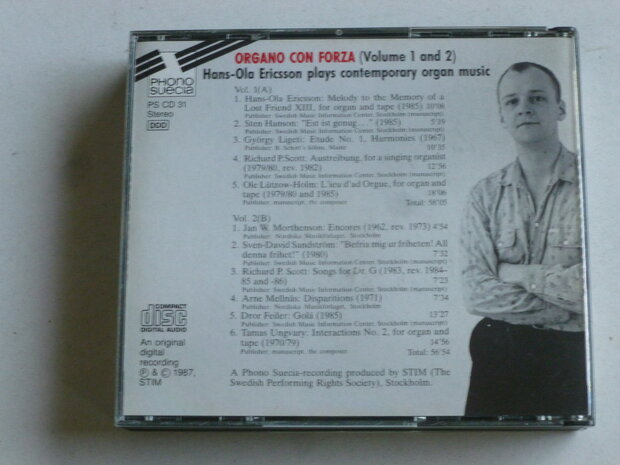 ORGANO CON FORZA (Volume 1 and 2)
Hans-Ola Ericsson plays contemporary organ music
PHONO
SUECIA
PS CD 31
Stereo
DDD
Vol. 1(A)
1. Hans-Ola Ericsson: Melody to the Memory of a
Lost Friend XIII, for organ and tape (1985) 10'08
Publisher: Swedish Music Information Center, Stockholm (manuscript)
2. Sten Hanson: "Est ist genug..." (1985) 5'39
Publisher: Swedish Music Information Center, Stockholm (manuscript)
3. György Ligeti: Etude No. 1, Harmonies (1967)
Publisher: B. Schott's Söhne, Mainz 10'35
4. Richard P.Scott: Austreibung, for a singing organist
(1979/80, rev. 1982) 12'56
Publisher: Swedish Music Information Center, Stockholm (manuscript)
5. Ole Lützow-Holm: L'ieu d'ad Orgue, for organ and
tape (1979/80 and 1985) 18'06
Publisher: manuscript, the composer Total: 58'05
Vol. 2(B)
1. Jan W. Morthenson: Encores (1962, rev. 1973) 4'54
Publisher: Nordiska Musikförlaget, Stockholm
2. Sven-David Sandström: "Befria mig ur friheten! All
denna frihet!" (1980) 7'32
Publisher: Swedish Music Information Center, Stockholm (manuscript)
3. Richard P. Scott: Songs for Dr. G (1983, rev. 1984-
85 and -86) 7'23
Publisher: Swedish Music Information Center, Stockholm (manuscript)
4. Arne Mellnäs: Disparitions (1971) 7'34
Publisher: Nordiska Musikförlaget, Stockholm
5. Dror Feiler: Gola (1985) 13'27
Publisher: Swedish Music Information Center, Stockholm (manuscript)
6. Tamas Ungvary: Interactions No. 2, for organ and
tape (1970/79) 14'56
Publisher: manuscript, the composer Total: 56'54
COMPACT
disc
DIGITAL AUDIO
An original
digital
recording
℗ & © 1987,
STIM
A Phono Suecia-recording produced by STIM (The
Swedish Performing Rights Society), Stockholm.